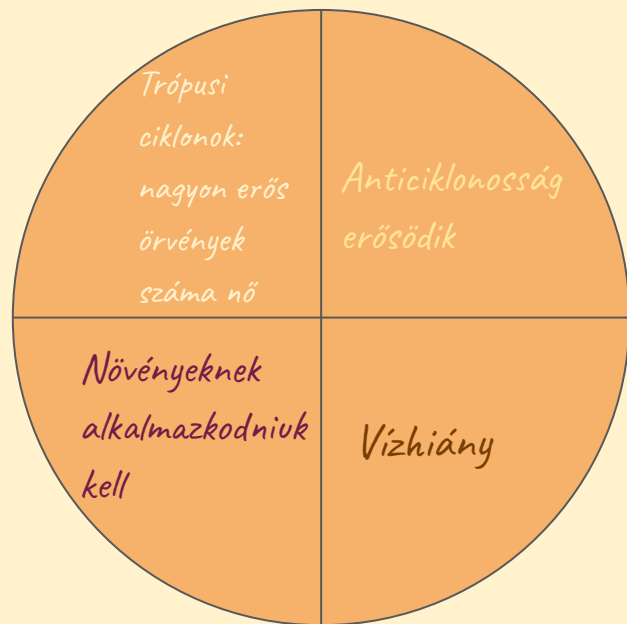 Trópusi
ciklonok:
nagyon erős
örvények
száma nő
Anticiklonosság
erősödik
Növényeknek
alkalmazkodniuk
kell
Vízhiány